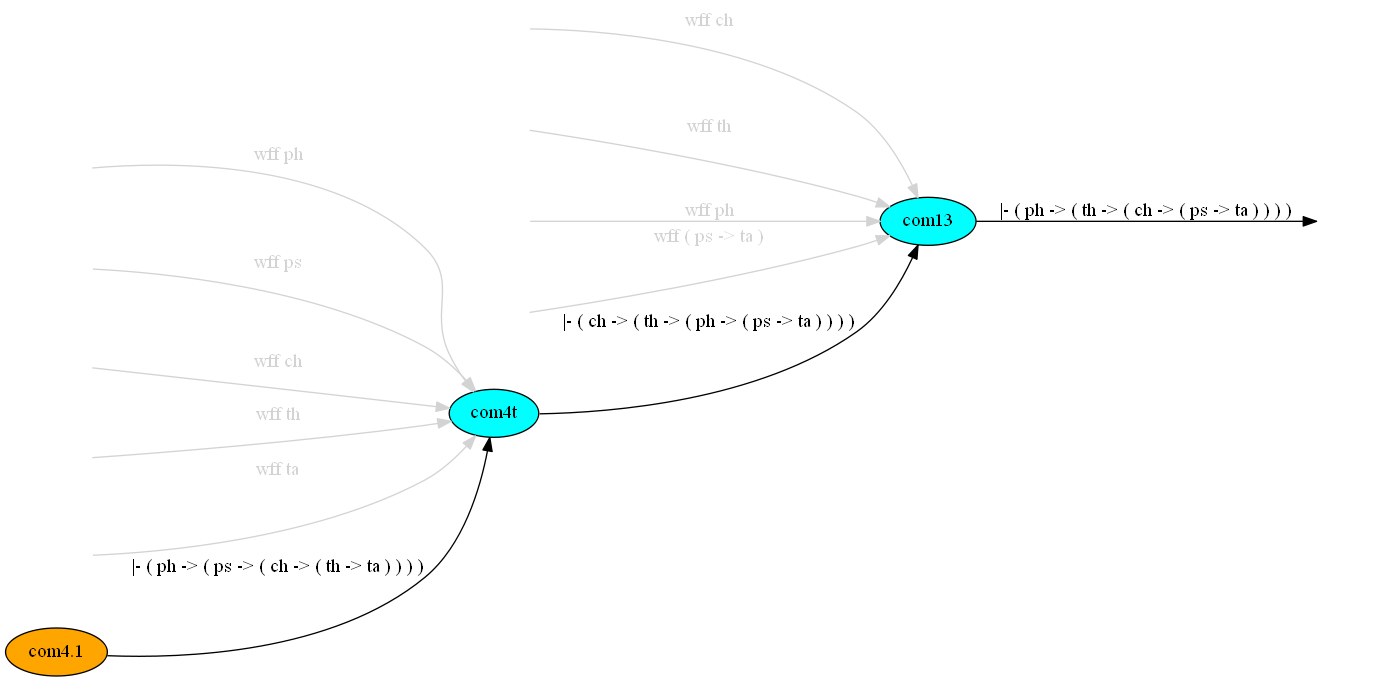 wff ch
wff th
wff ph
wff ph
com13
|- ( ph -> ( th -> ( ch -> ( ps -> ta ) ) ) )
wff ( ps -> ta )
wff ps
|- ( ch -> ( th -> ( ph -> ( ps -> ta ) ) ) )
wff ch
wff th
com4t
wff ta
|- ( ph -> ( ps -> ( ch -> ( th -> ta ) ) ) )
com4.1